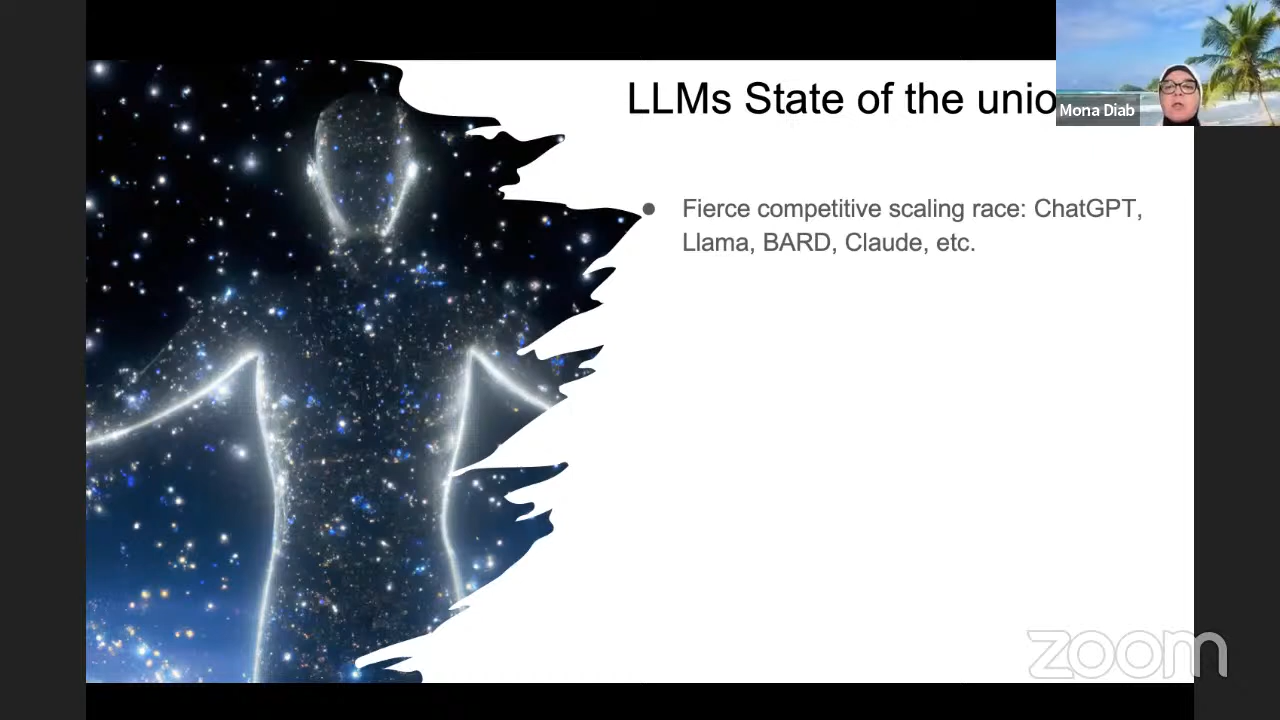 LLMs State of the unio
Mona Diab
Fierce competitive scaling race: ChatGPT,
Llama, BARD, Claude, etc.
zoom